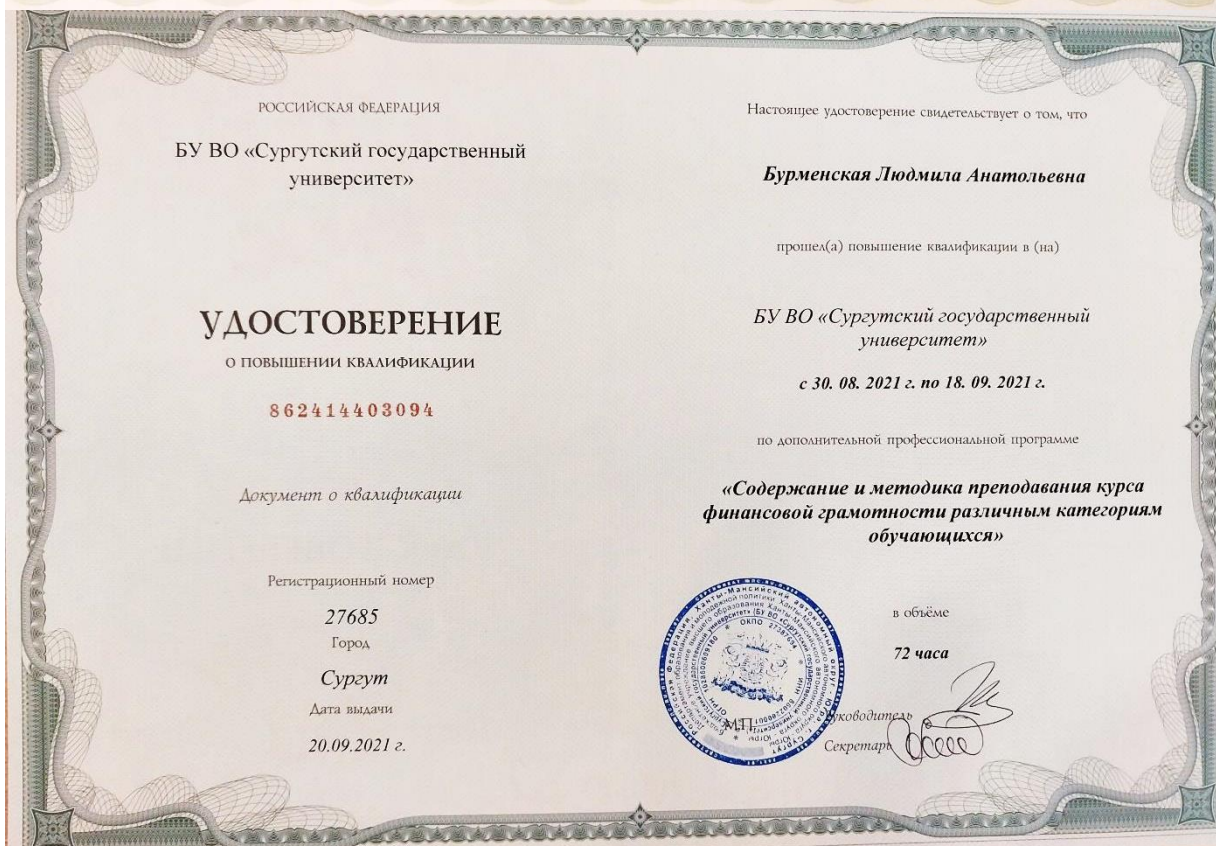 РОССИЙСКАЯ ФЕДЕРАЦИЯ
БУ ВО «Сургутский государственный
университет»
УДОСТОВЕРЕНИЕ
О ПОВЫШЕНИИ КВАЛИФИКАЦИИ
862414403094
Документ о квалификации
Регистрационный номер
27685
Город
Сургут
Дата выдачи
20.09.2021 г.
Настоящее удостоверение свидетельствует о том, что
Бурменская Людмила Анатольевна
прошел(а) повышение квалификации в (на)
БУ ВО «Сургутский государственный
университет»
с 30. 08. 2021 г. по 18. 09. 2021 г.
по дополнительной профессиональной программе
«Содержание и методика преподавания курса
финансовой грамотности различным категориям
обучающихся»
в объёме
72 часа
М.П.
Руководитель
Секретарь